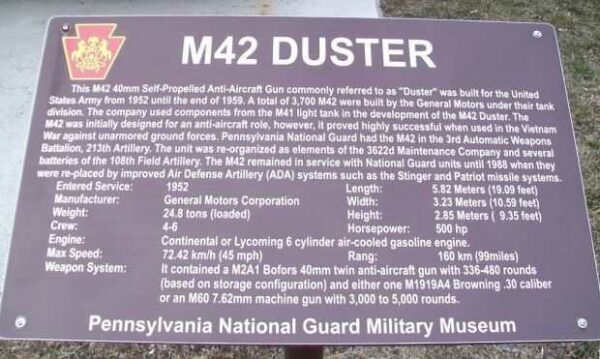 M42 DUSTER
This M42 40mm Self-Propelled Anti-Aircraft Gun commonly referred to as "Duster" was built for the United
States Army from 1952 until the end of 1959. A total of 3,700 M42 were built by the General Motors under their tank
division. The company used components from the M41 light tank in the development of the M42 Duster. The
M42 was initially designed for an anti-aircraft role, however, it proved highly successful when used in the Vietnam
War against unarmored ground forces. Pennsylvania National Guard had the M42 in the 3rd Automatic Weapons
Battalion, 213th Artillery. The unit was re-organized as elements of the 3622d Maintenance Company and several
batteries of the 108th Field Artillery. The M42 remained in service with National Guard units until 1988 when they
were re-placed by improved Air Defense Artillery (ADA) systems such as the Stinger and Patriot missile systems.
Entered Service: 1952 Length: 5.82 Meters (19.09 feet)
Manufacturer: General Motors Corporation Width: 3.23 Meters (10.59 feet)
Weight: 24.8 tons (loaded) Height: 2.85 Meters ( 9.35 feet)
Crew: 4-6 Horsepower: 500 hp
Engine: Continental or Lycoming 6 cylinder air-cooled gasoline engine.
Max Speed: 72.42 km/h (45 mph) Rang: 160 km (99miles)
Weapon System: It contained a M2A1 Bofors 40mm twin anti-aircraft gun with 336-480 rounds
(based on storage configuration) and either one M1919A4 Browning .30 caliber
or an M60 7.62mm machine gun with 3,000 to 5,000 rounds.
Pennsylvania National Guard Military Museum